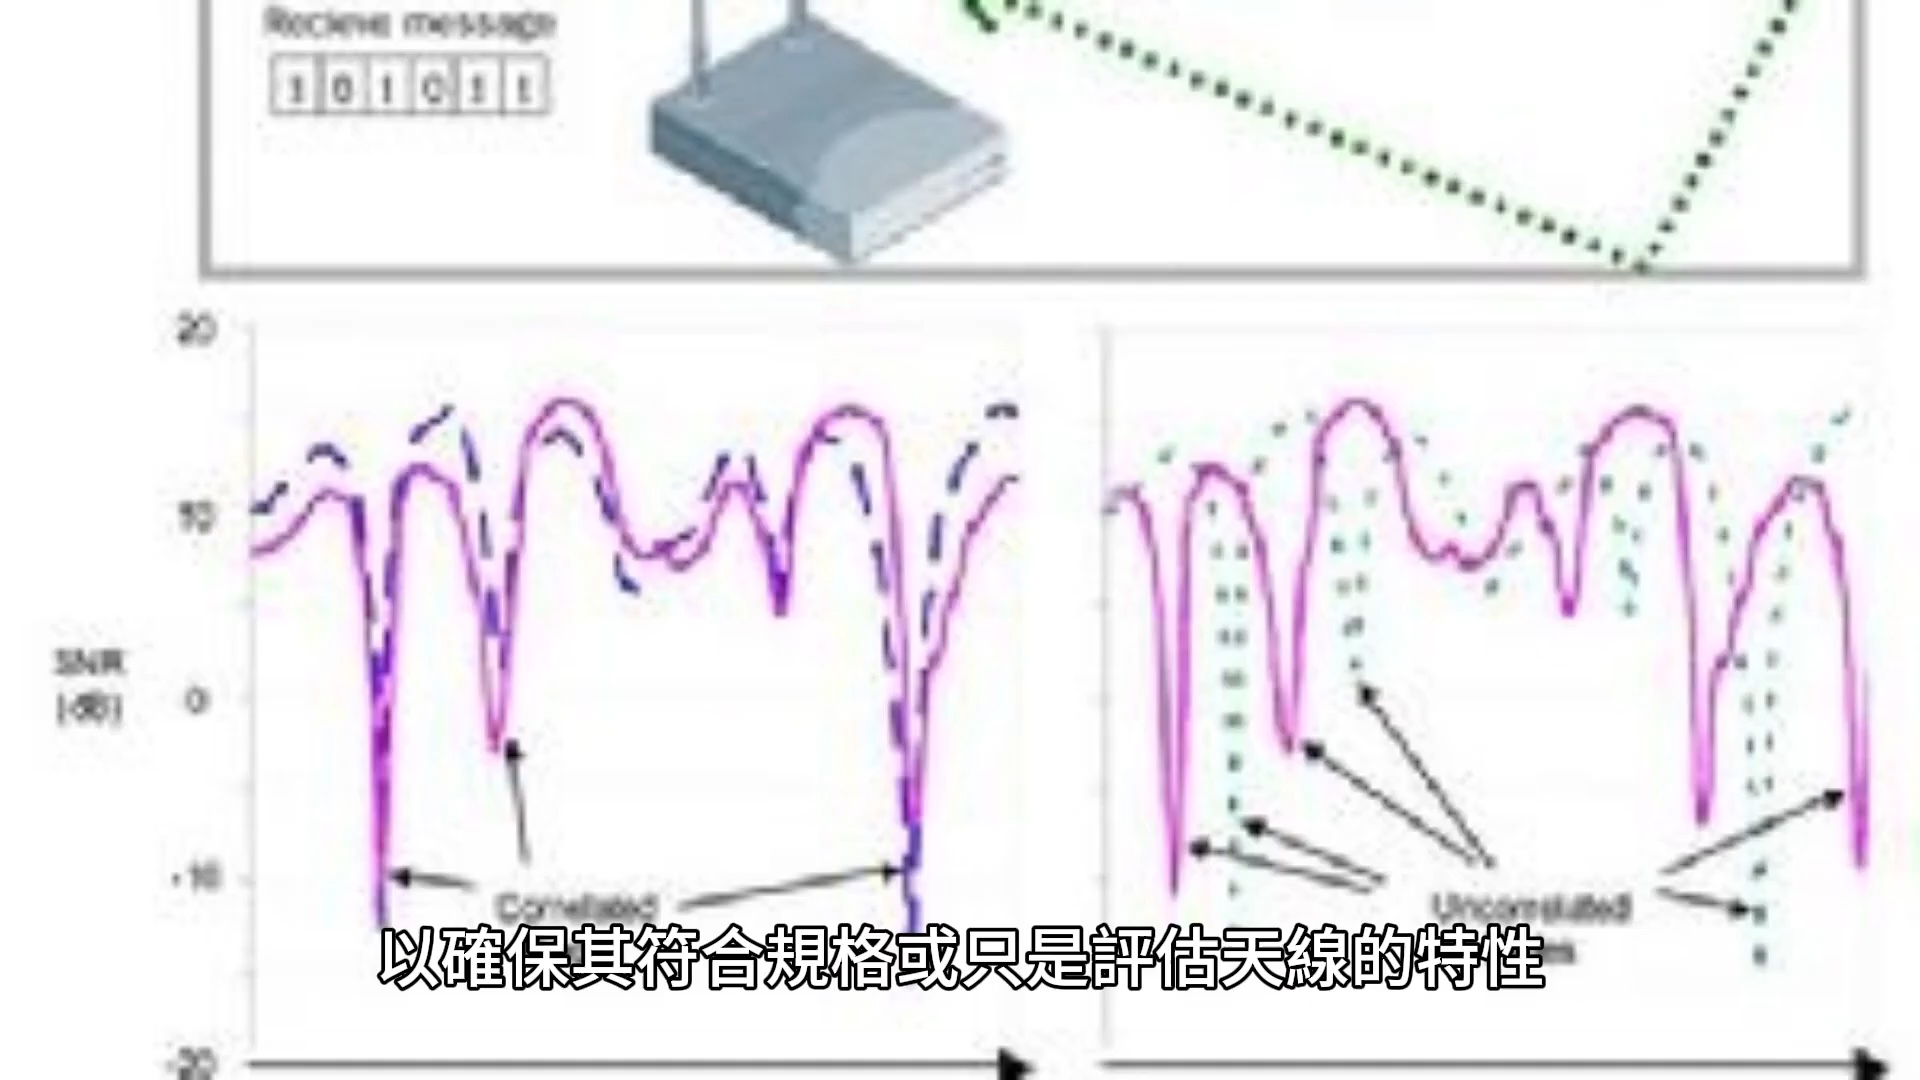 Recieve message
1 0 1 0 1 1
20
10
SNR
(dB)
0
-10
Correlated
Uncorrelated
以確保其符合規格或只是評估天線的特性
-20